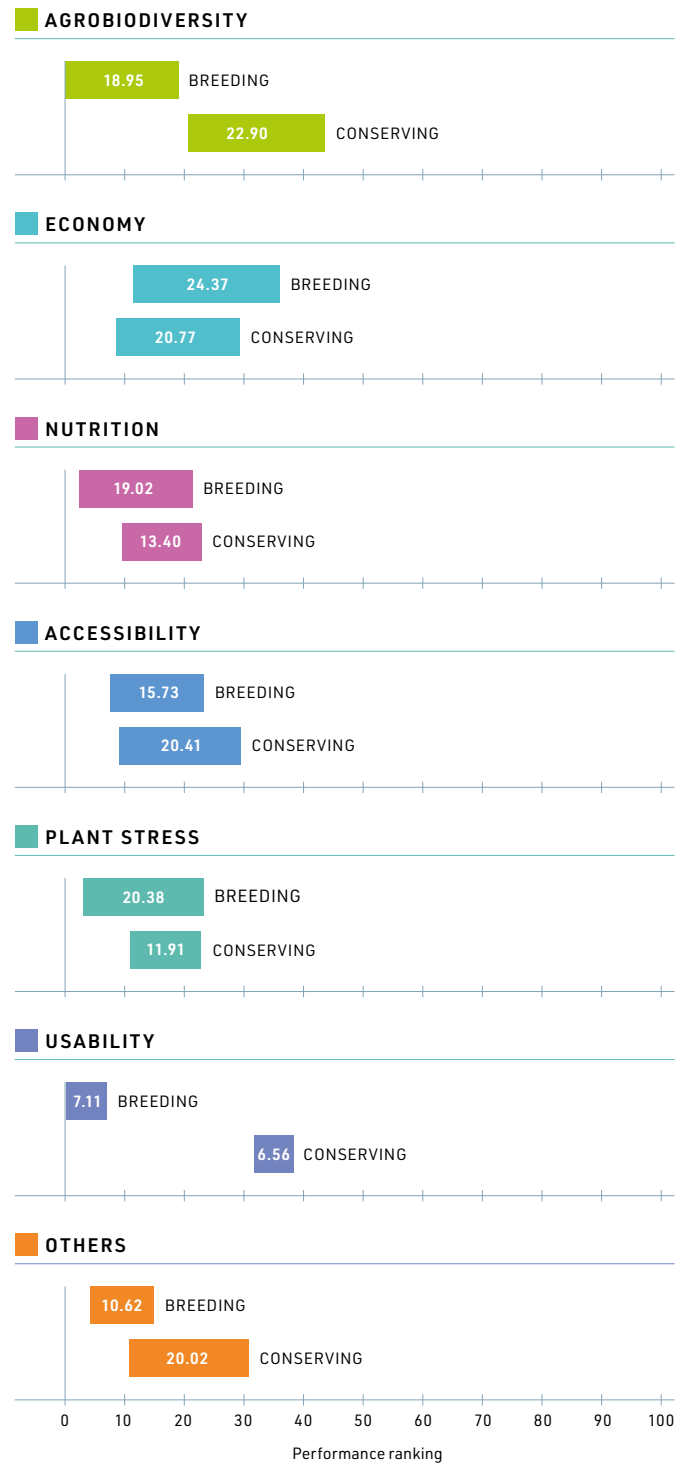 AGROBIODIVERSITY
18.95 BREEDING
22.90 CONSERVING
ECONOMY
24.37 BREEDING
20.77 CONSERVING
NUTRITION
19.02 BREEDING
13.40 CONSERVING
ACCESSIBILITY
15.73 BREEDING
20.41 CONSERVING
PLANT STRESS
20.38 BREEDING
11.91 CONSERVING
USABILITY
7.11 BREEDING
6.56 CONSERVING
OTHERS
10.62 BREEDING
20.02 CONSERVING
0 10 20 30 40 50 60 70 80 90 100
Performance ranking